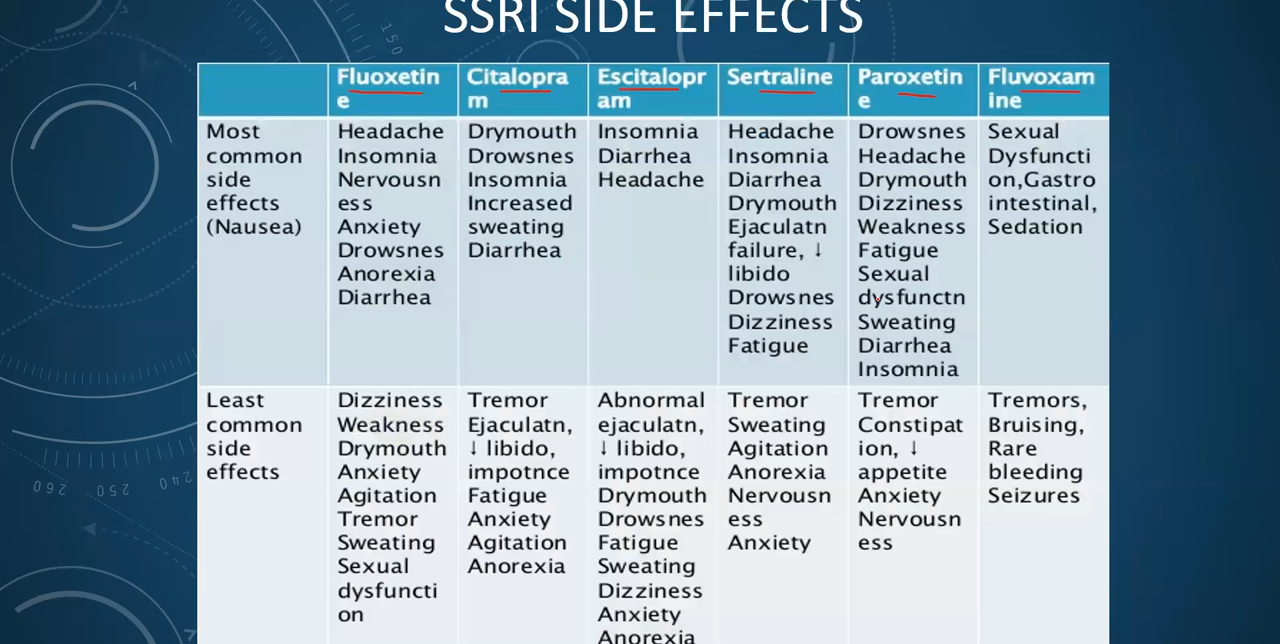 SSRI SIDE EFFECTS
150
Fluoxetin
e
Citalopra
m
Escitalopr
am
Sertraline
Paroxetin
e
Fluvoxam
ine
Most
common
side
effects
(Nausea)
Headache
Insomnia
Nervousn
ess
Anxiety
Drowsnes
Anorexia
Diarrhea
Drymouth
Drowsnes
Insomnia
Increased
sweating
Diarrhea
Insomnia
Diarrhea
Headache
Headache
Insomnia
Diarrhea
Drymouth
Ejaculatn
failure, ↓
libido
Drowsnes
Dizziness
Fatigue
Drowsnes
Headache
Drymouth
Dizziness
Weakness
Fatigue
Sexual
dysfunctn
Sweating
Diarrhea
Insomnia
Sexual
Dysfuncti
on,Gastro
intestinal,
Sedation
Least
common
side
effects
Dizziness
Weakness
Drymouth
Anxiety
Agitation
Tremor
Sweating
Sexual
dysfuncti
on
Tremor
Ejaculatn,
↓ libido,
impotnce
Fatigue
Anxiety
Agitation
Anorexia
Abnormal
ejaculatn,
↓ libido,
impotnce
Drymouth
Drowsnes
Fatigue
Sweating
Dizziness
Anxiety
Anorexia
Tremor
Sweating
Agitation
Anorexia
Nervousn
ess
Anxiety
Tremor
Constipat
ion, ↓
appetite
Anxiety
Nervousn
ess
Tremors,
Bruising,
Rare
bleeding
Seizures
260 250 240